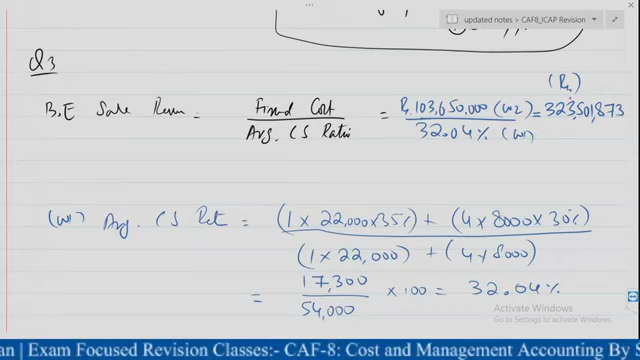 updated notes > CAF8_ICAP Revision
Q3
(Rs)
B.E Sale Revn = Fixed Cost / Avg. CS Ratio = Rs.103,650,000 (W2) / 32.04% (W1) = 323,501,873
(W1) Avg. CS Rat = (1 x 22,000x35%) + (4 x 8000 x 30%) / (1 x 22,000) + (4 x 8000)
= 17,300 / 54,000 x 100 = 32.04%
Activate Windows
Go to Settings to activate Windows.
an | Exam Focused Revision Classes:- CAF-8: Cost and Management Accounting By S